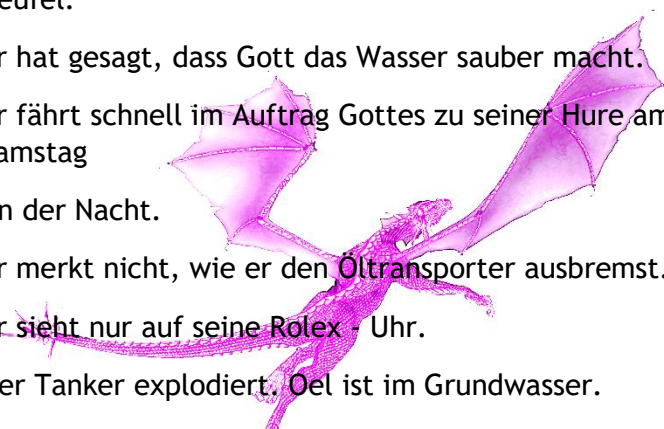 eufel.
r hat gesagt, dass Gott das Wasser sauber macht.
r fährt schnell im Auftrag Gottes zu seiner Hure am
amstag
n der Nacht.
r merkt nicht, wie er den Öltransporter ausbremst.
r sieht nur auf seine Rolex - Uhr.
er Tanker explodiert. Oel ist im Grundwasser.